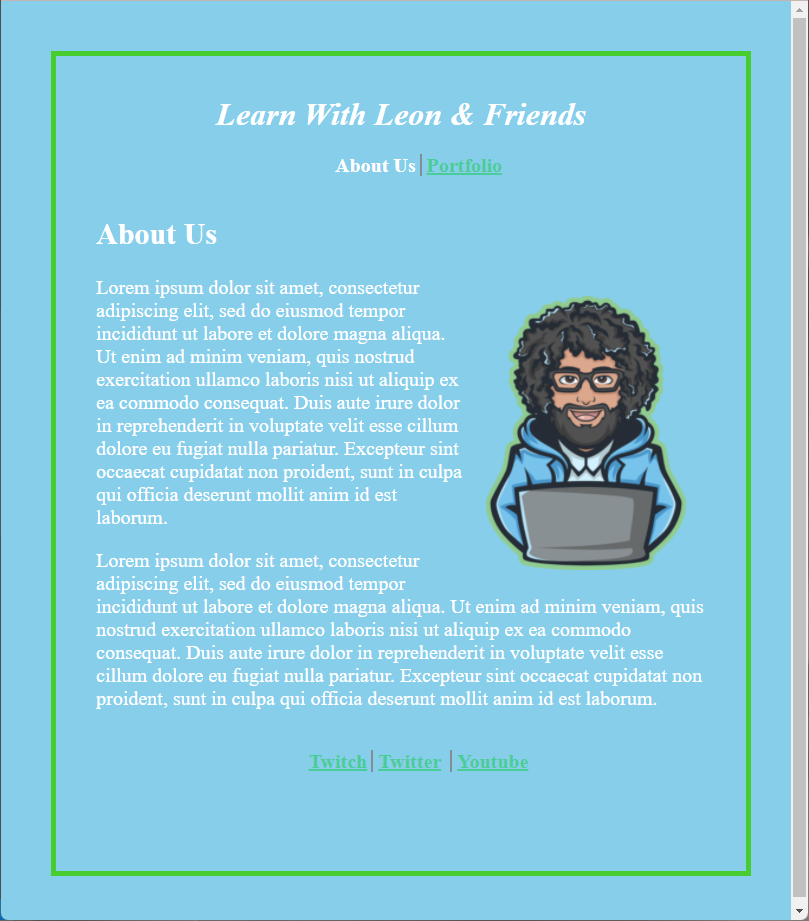 Learn With Leon & Friends
About Us Portfolio
About Us
Lorem ipsum dolor sit amet, consectetur
adipiscing elit, sed do eiusmod tempor
incididunt ut labore et dolore magna aliqua.
Ut enim ad minim veniam, quis nostrud
exercitation ullamco laboris nisi ut aliquip ex
ea commodo consequat. Duis aute irure dolor
in reprehenderit in voluptate velit esse cillum
dolore eu fugiat nulla pariatur. Excepteur sint
occaecat cupidatat non proident, sunt in culpa
qui officia deserunt mollit anim id est
laborum.
Lorem ipsum dolor sit amet, consectetur
adipiscing elit, sed do eiusmod tempor
incididunt ut labore et dolore magna aliqua. Ut enim ad minim veniam, quis
nostrud exercitation ullamco laboris nisi ut aliquip ex ea commodo
consequat. Duis aute irure dolor in reprehenderit in voluptate velit esse
cillum dolore eu fugiat nulla pariatur. Excepteur sint occaecat cupidatat non
proident, sunt in culpa qui officia deserunt mollit anim id est laborum.
Twitch Twitter Youtube